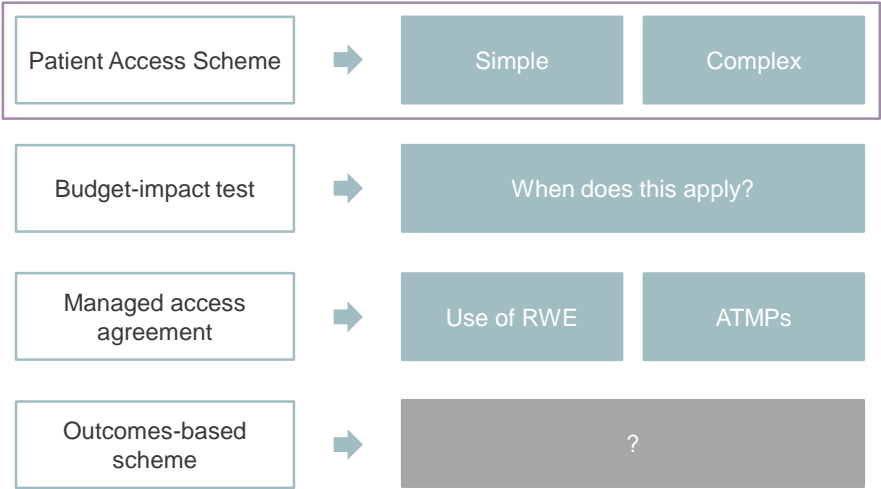 Patient Access Scheme
Simple
Complex
Budget-impact test
When does this apply?
Managed access
agreement
Use of RWE
ATMPs
Outcomes-based
scheme
?